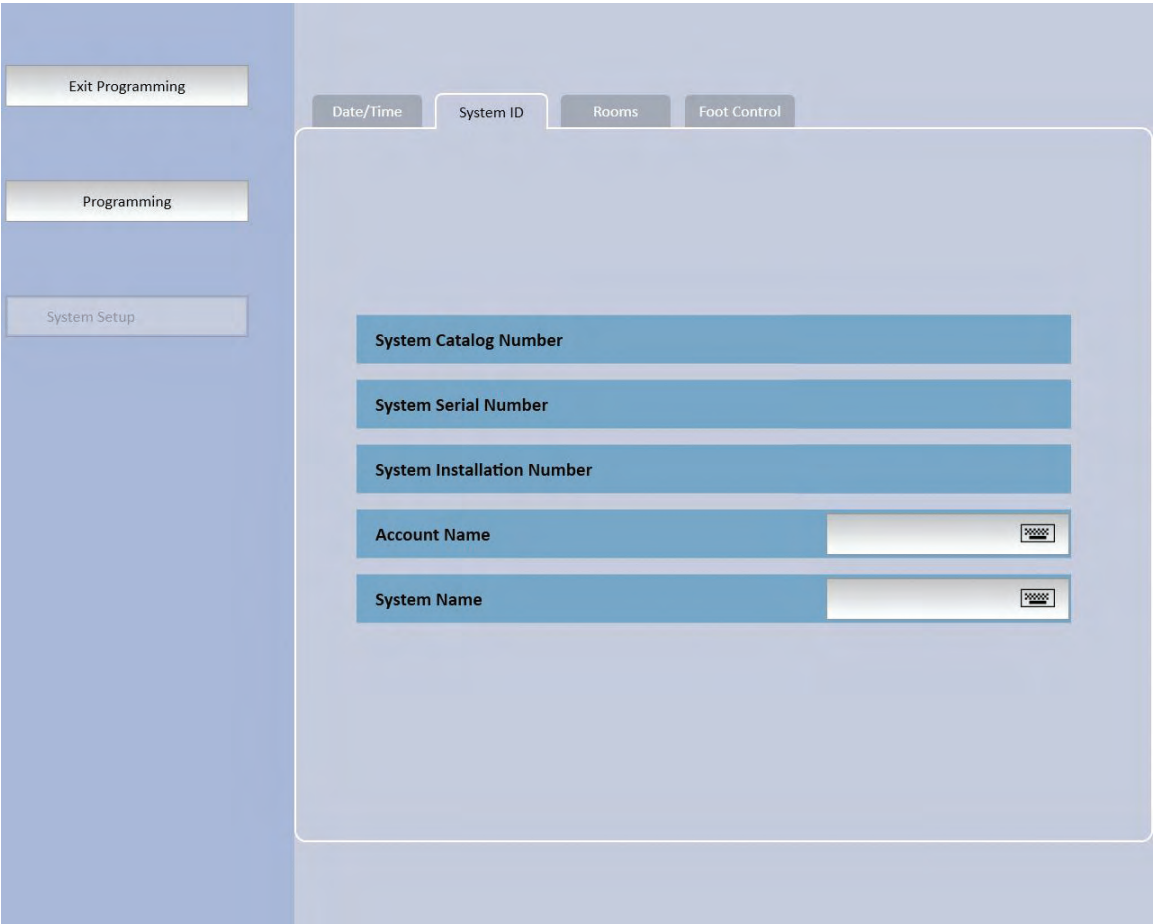 Exit Programming
Programming
System Setup
Date/Time
System ID
Rooms
Foot Control
System Catalog Number
System Serial Number
System Installation Number
Account Name
System Name